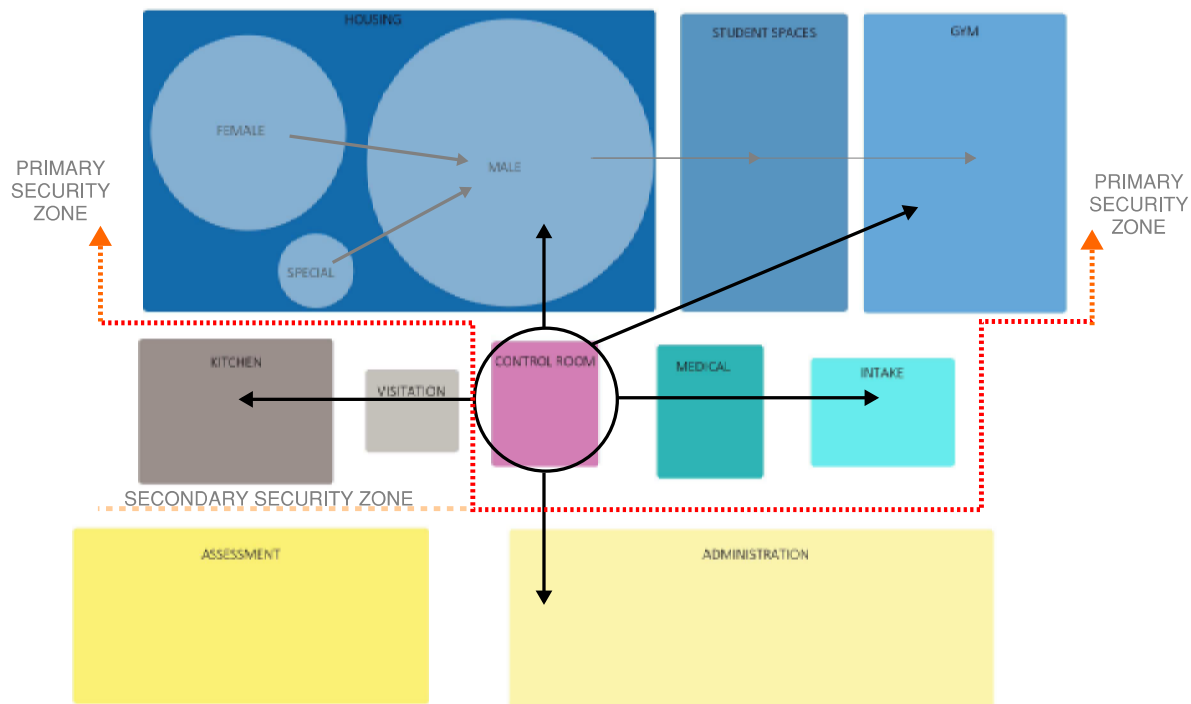 HOUSING
STUDENT SPACES
GYM
FEMALE
MALE
SPECIAL
PRIMARY
SECURITY
ZONE
PRIMARY
SECURITY
ZONE
KITCHEN
VISITATION
CONTROL ROOM
MEDICAL
INTAKE
SECONDARY SECURITY ZONE
ASSESSMENT
ADMINISTRATION